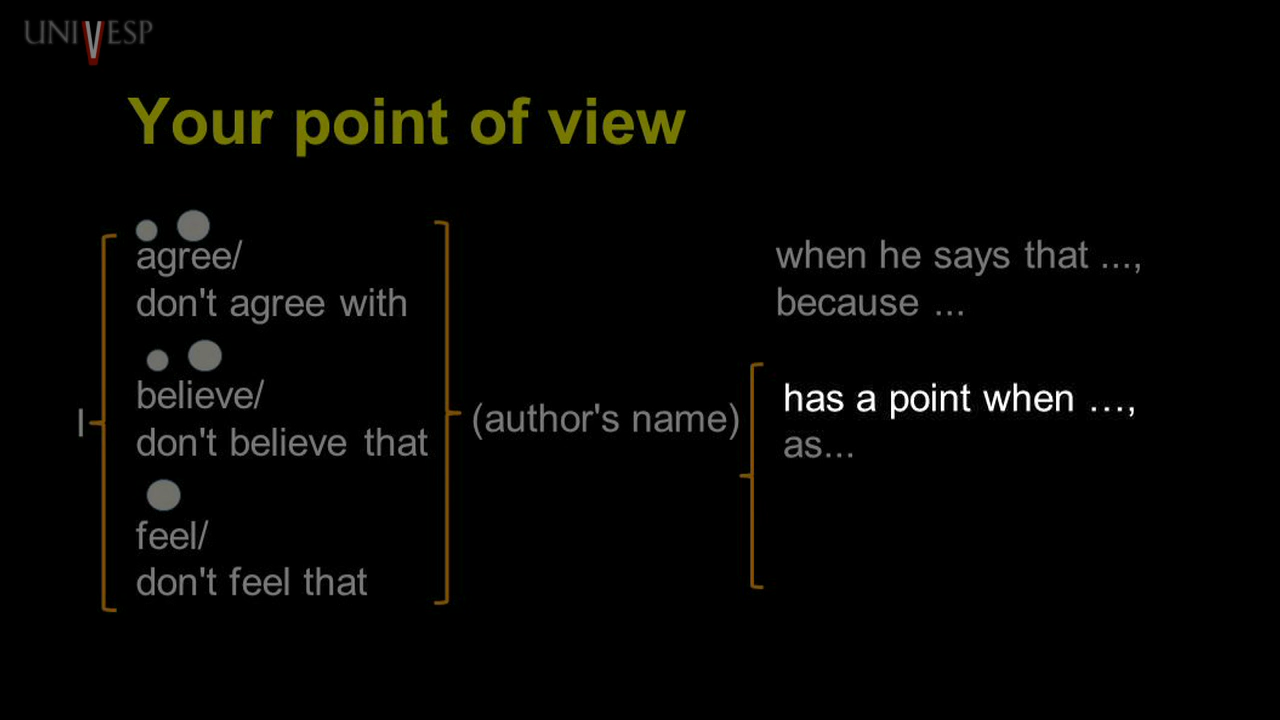 UNIVESP
Your point of view
agree/
don't agree with
believe/
don't believe that
feel/
don't feel that
I
(author's name)
when he says that ...,
because ...
has a point when ...,
as...